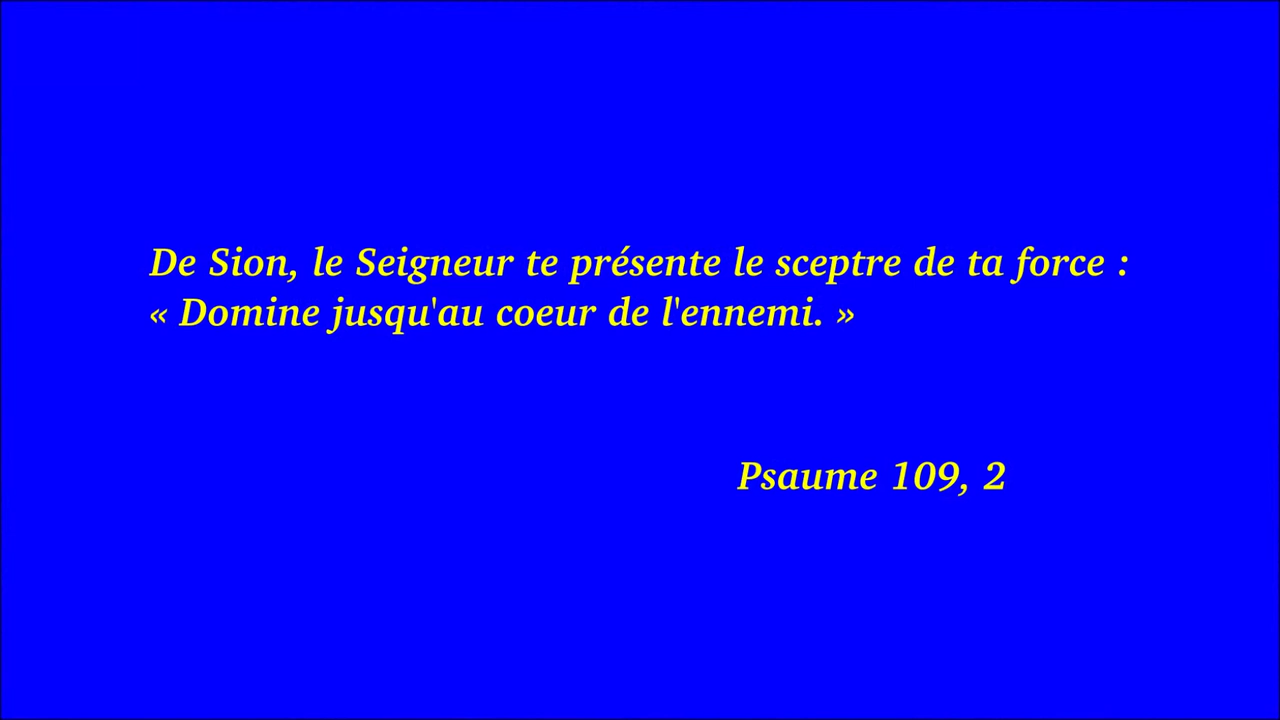 De Sion, le Seigneur te présente le sceptre de ta force :
« Domine jusqu'au coeur de l'ennemi. »
Psaume 109, 2